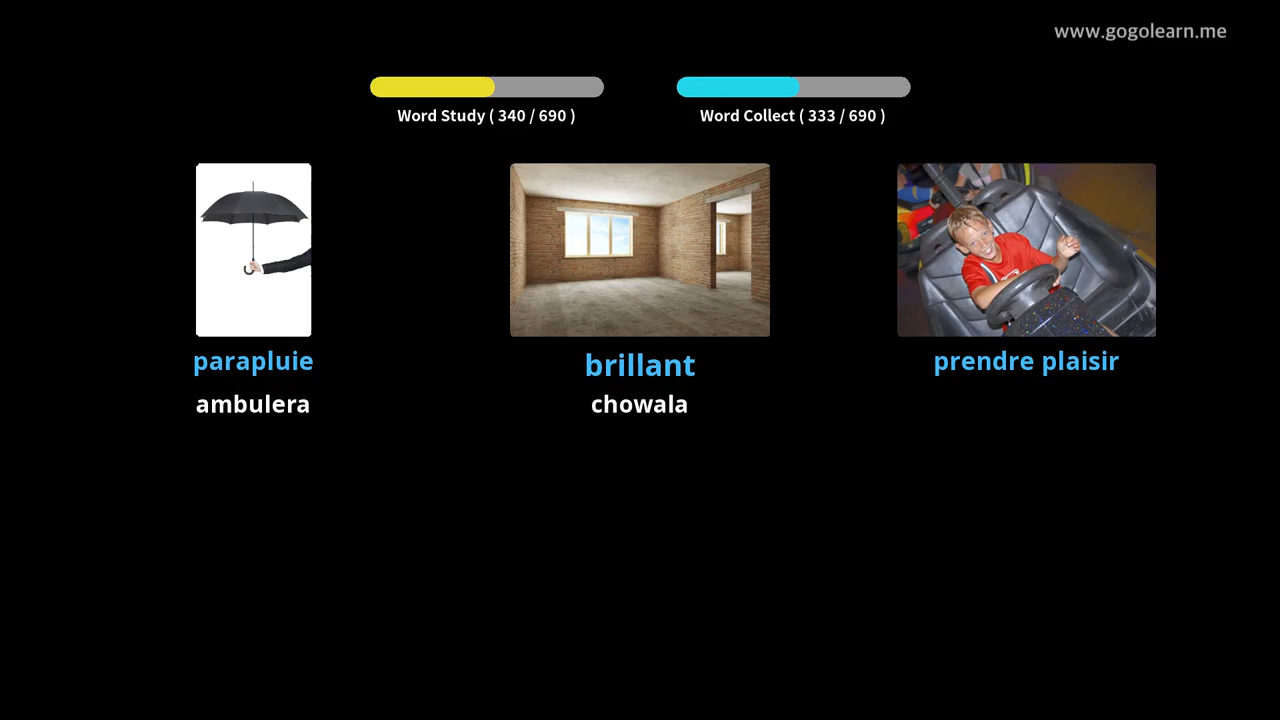 www.gogolearn.me
Word Study ( 340 / 690 )
Word Collect ( 333 / 690 )
parapluie
ambulera
brillant
chowala
prendre plaisir